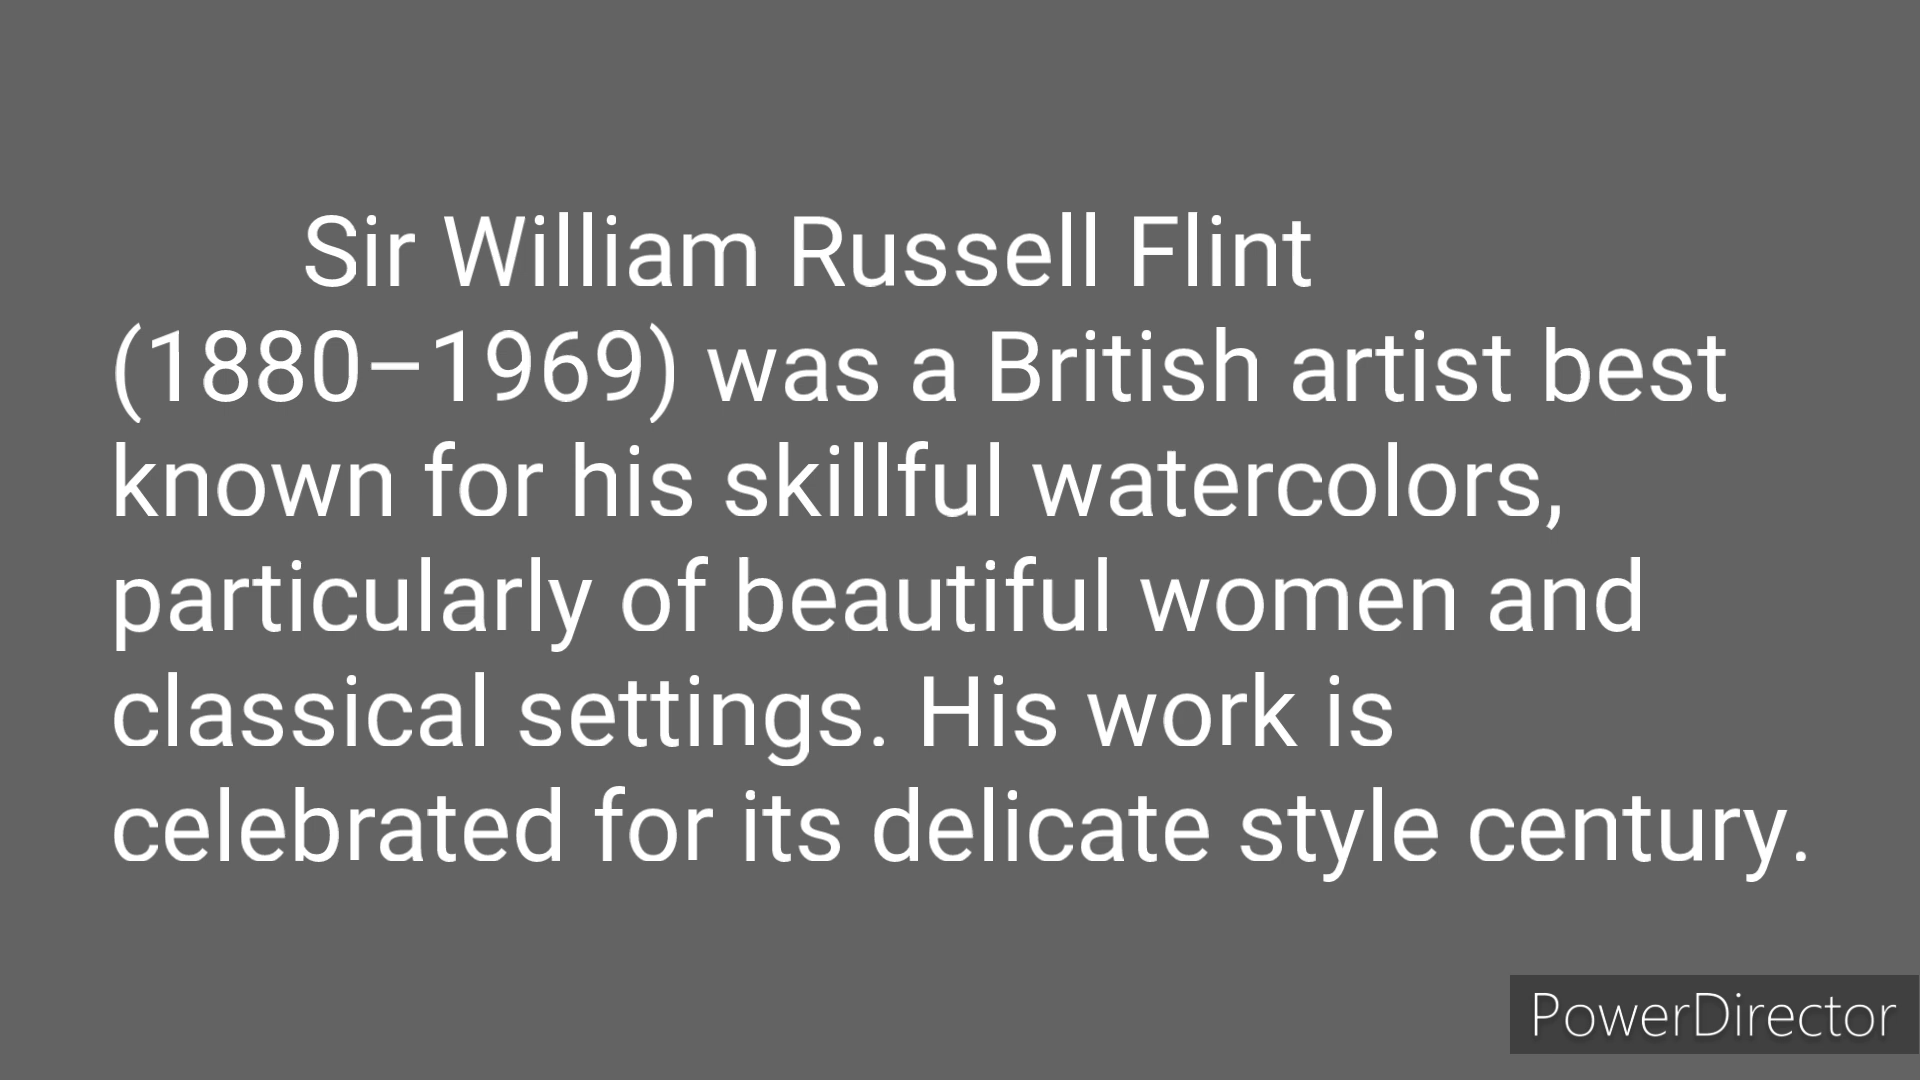 Sir William Russell Flint
(1880–1969) was a British artist best
known for his skillful watercolors,
particularly of beautiful women and
classical settings. His work is
celebrated for its delicate style century.
PowerDirector